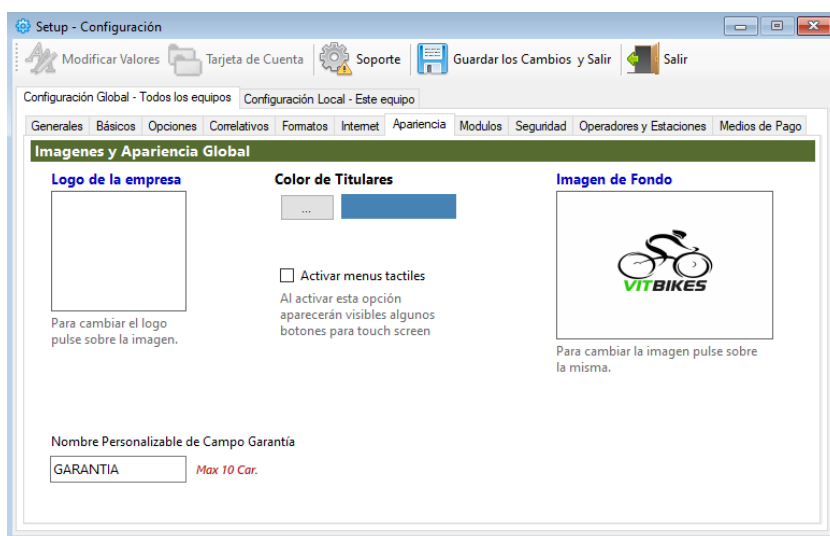 Setup - Configuración
Modificar Valores Tarjeta de Cuenta Soporte Guardar los Cambios y Salir Salir
Configuración Global - Todos los equipos Configuración Local - Este equipo
Generales Básicos Opciones Correlativos Formatos Internet Apariencia Modulos Seguridad Operadores y Estaciones Medios de Pago
Imagenes y Apariencia Global
Logo de la empresa
Para cambiar el logo
pulse sobre la imagen.
Color de Titulares
...
Activar menus tactiles
Al activar esta opción
aparecerán visibles algunos
botones para touch screen
Imagen de Fondo
VITBIKES
Para cambiar la imagen pulse sobre
la misma.
Nombre Personalizable de Campo Garantía
GARANTIA Max 10 Car.